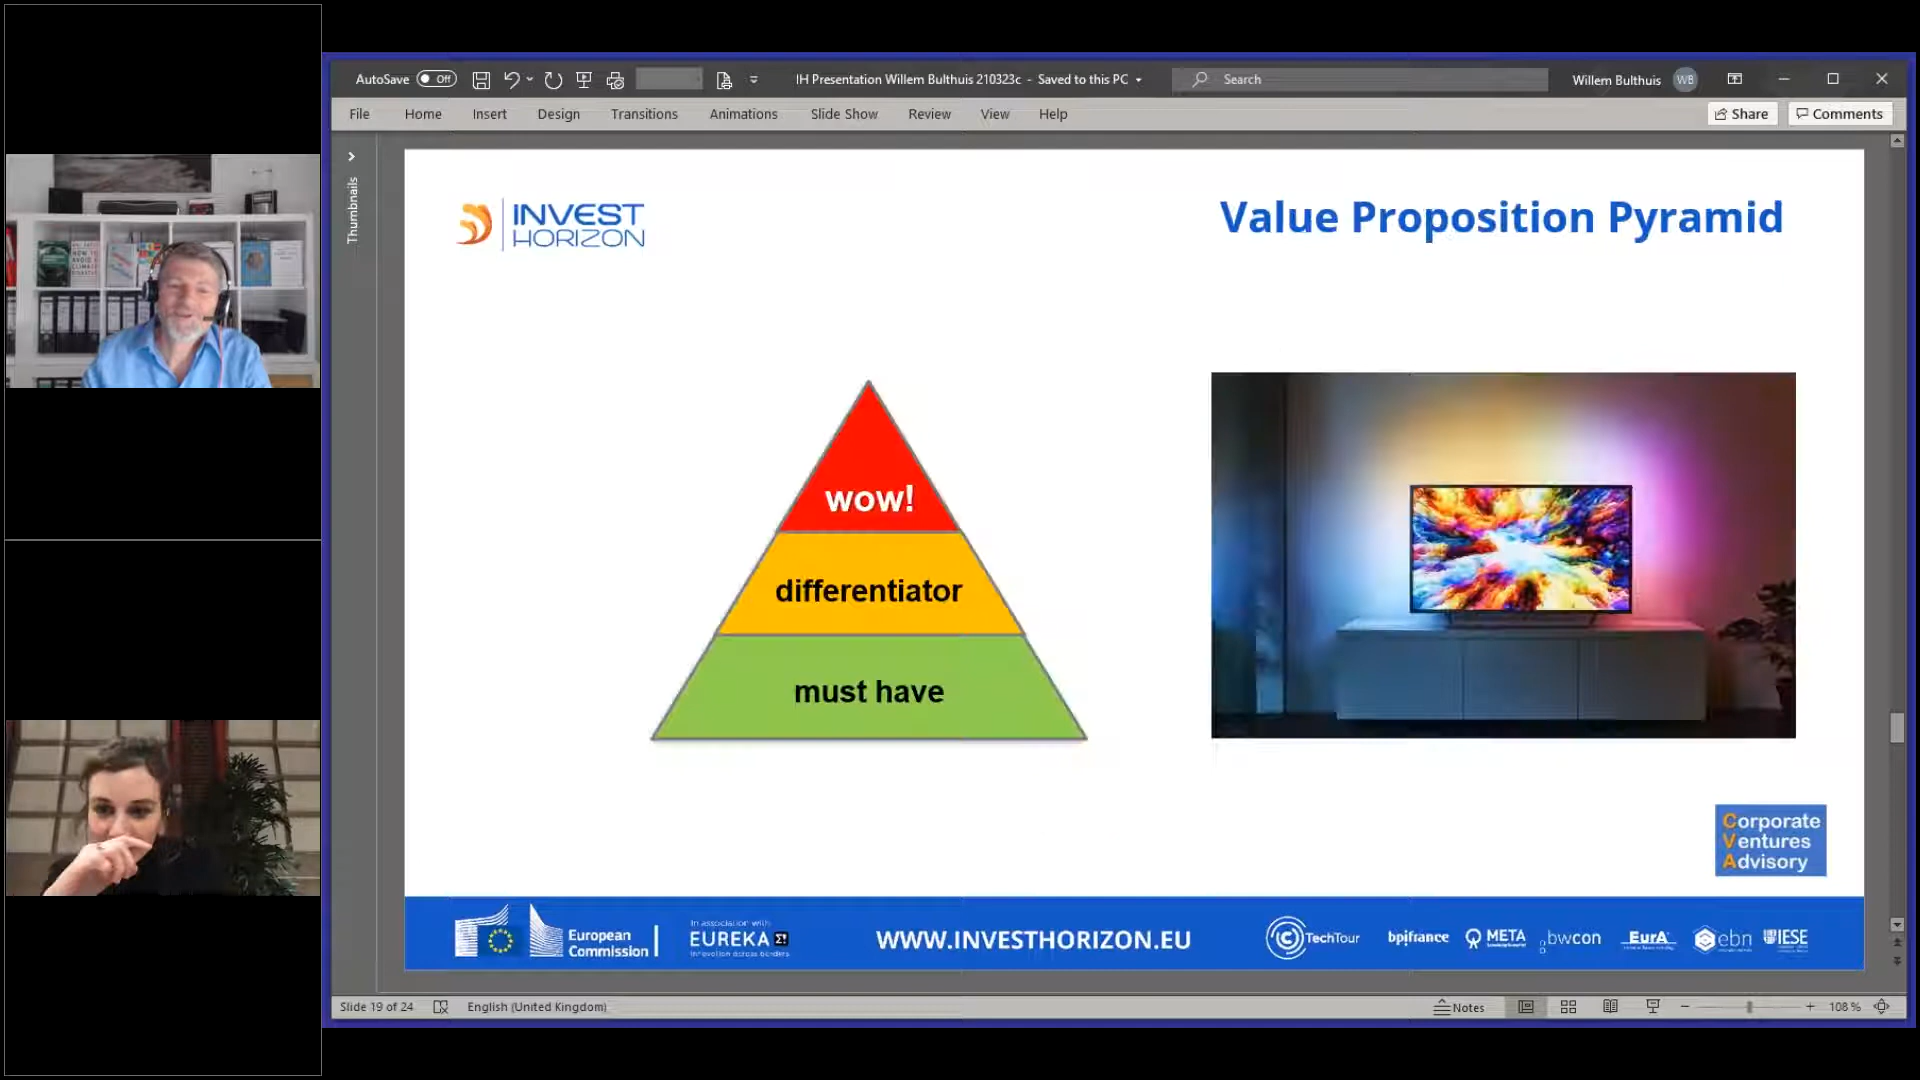 AutoSave Off
IH Presentation Willem Bulthuis 210323c - Saved to this PC
Search
Willem Bulthuis WB
File Home Insert Design Transitions Animations Slide Show Review View Help
Share Comments
Thumbnails
INVEST
HORIZON
Value Proposition Pyramid
wow!
differentiator
must have
Corporate
Ventures
Advisory
European
Commission
In association with
EUREKA Σ!
innovation across borders
WWW.INVESTHORIZON.EU
TechTour
bpifrance
META
bwcon
EurA
ebn
IESE
Slide 19 of 24
English (United Kingdom)
Notes
108 %